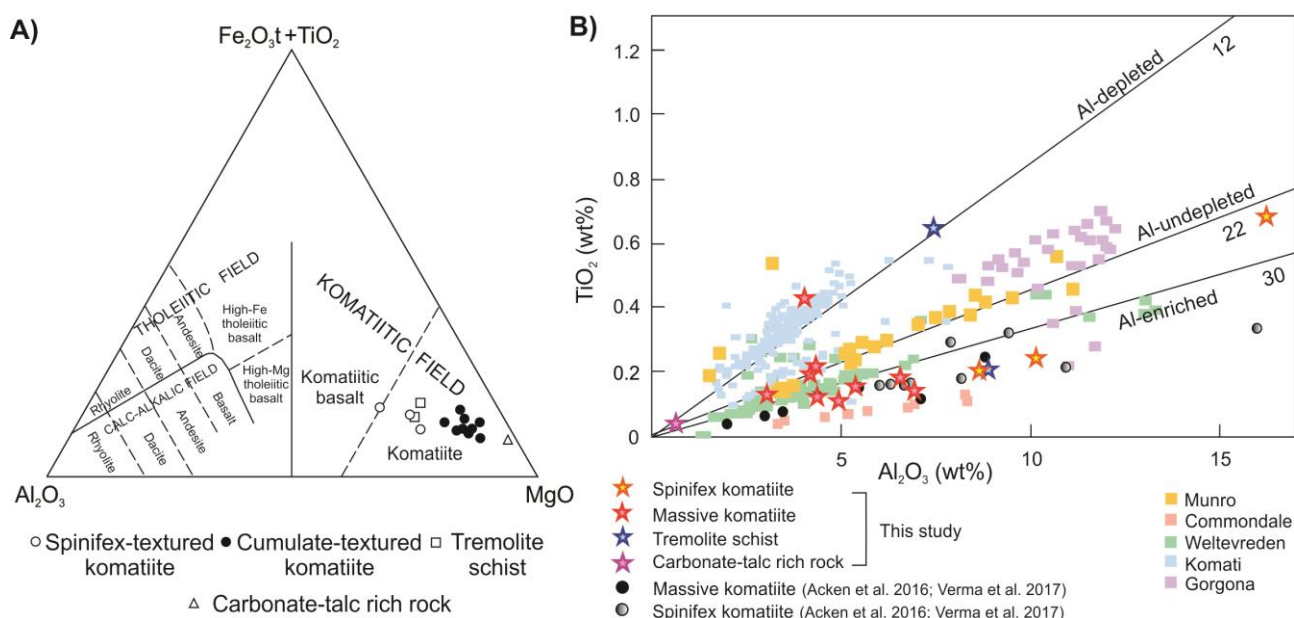 A)
Fe₂O₃t+TiO₂
THOLEIITIC FIELD
Andesite
Dacite
Rhyolite
High-Fe
tholeiitic
basalt
High-Mg
tholeiitic
basalt
CALC-ALKALIC FIELD
Rhyolite
Dacite
Andesite
Basalt
KOMATIITIC FIELD
Komatiitic
basalt
Komatiite
Al₂O₃
MgO
Spinifex-textured
komatiite
Cumulate-textured
komatiite
Tremolite
schist
Carbonate-talc rich rock
B)
TiO₂ (wt%)
1.2
1.0
0.8
0.6
0.4
0.2
0
Al-depleted
12
Al-undepleted
22
Al-enriched
30
5
10
15
Al₂O₃ (wt%)
Spinifex komatiite
Massive komatiite
Tremolite schist
Carbonate-talc rich rock
This study
Massive komatiite (Acken et al. 2016; Verma et al. 2017)
Spinifex komatiite (Acken et al. 2016; Verma et al. 2017)
Munro
Commondale
Weltevreden
Komati
Gorgona